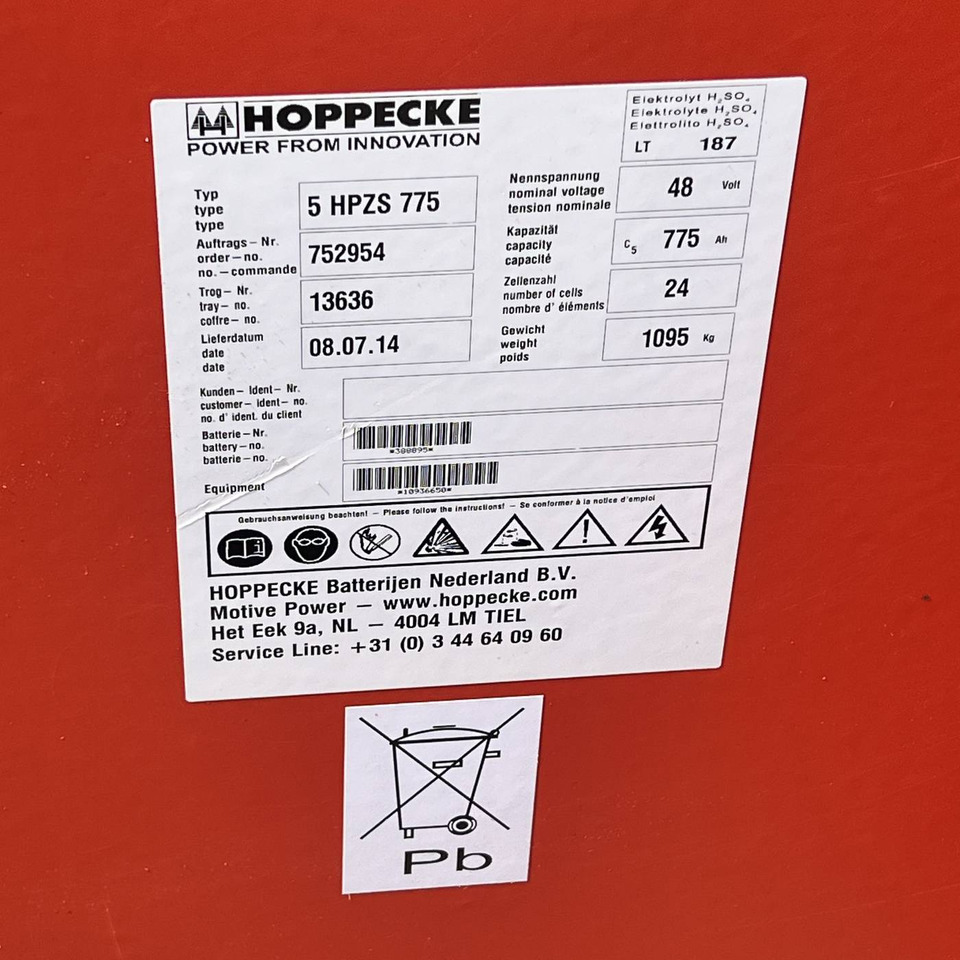 HOPPECKE
POWER FROM INNOVATION
Elektrolyt H₂SO₄
Elektrolyte H₂SO₄
Elettrolito H₂SO₄
LT 187
Typ
type
type
5 HPZS 775
Auftrags - Nr.
order - no.
no. - commande
752954
Trog - Nr.
tray - no.
coffre - no.
13636
Lieferdatum
date
date
08.07.14
Nennspannung
nominal voltage
tension nominale
48 Volt
Kapazität
capacity
capacité
C₅ 775 Ah
Zellenzahl
number of cells
nombre d' éléments
24
Gewicht
weight
poids
1095 Kg
Kunden - Ident - Nr.
customer - ident - no.
no. d' ident. du client
Batterie - Nr.
battery - no.
batterie - no.
*388895*
Equipment
*10936650*
Gebrauchsanweisung beachten! - Please follow the instructions! - Se conformer à la notice d'emploi
HOPPECKE Batterijen Nederland B.V.
Motive Power - www.hoppecke.com
Het Eek 9a, NL - 4004 LM TIEL
Service Line: +31 (0) 3 44 64 09 60
Pb